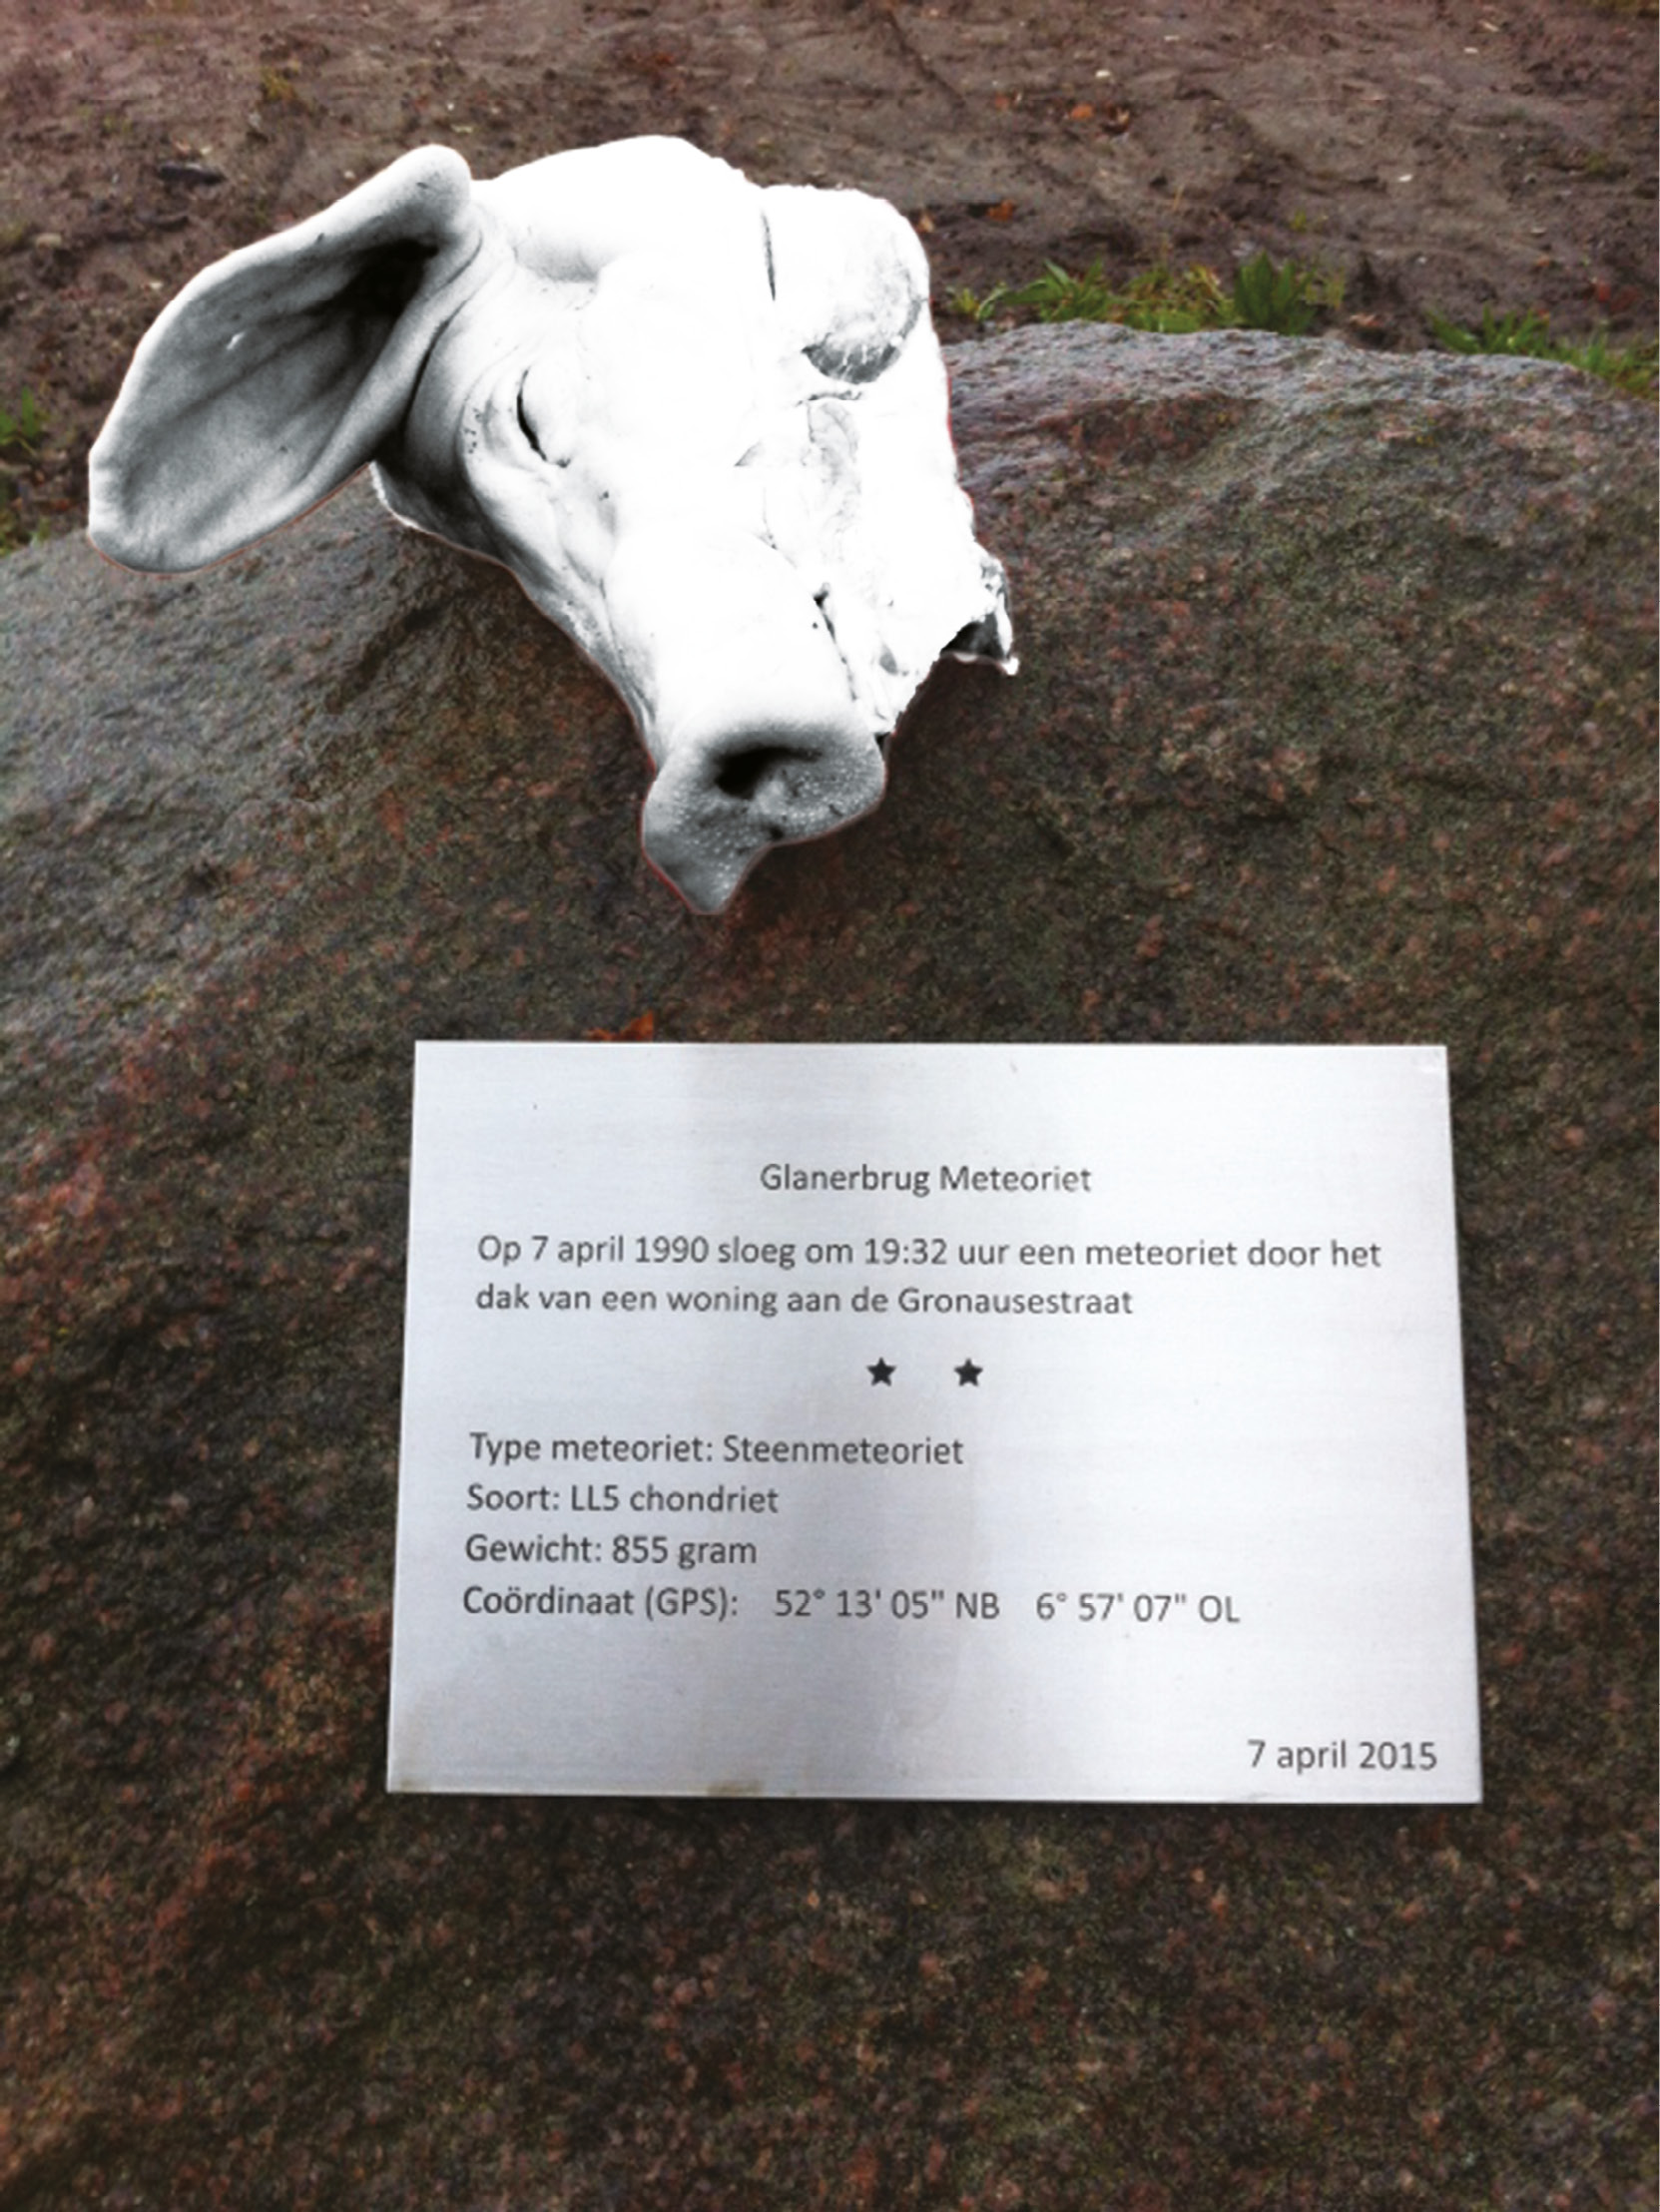 Glanerbrug Meteoriet
Op 7 april 1990 sloeg om 19:32 uur een meteoriet door het
dak van een woning aan de Gronausestraat
★ ★
Type meteoriet: Steenmeteoriet
Soort: LL5 chondriet
Gewicht: 855 gram
Coördinaat (GPS): 52° 13' 05" NB 6° 57' 07" OL
7 april 2015